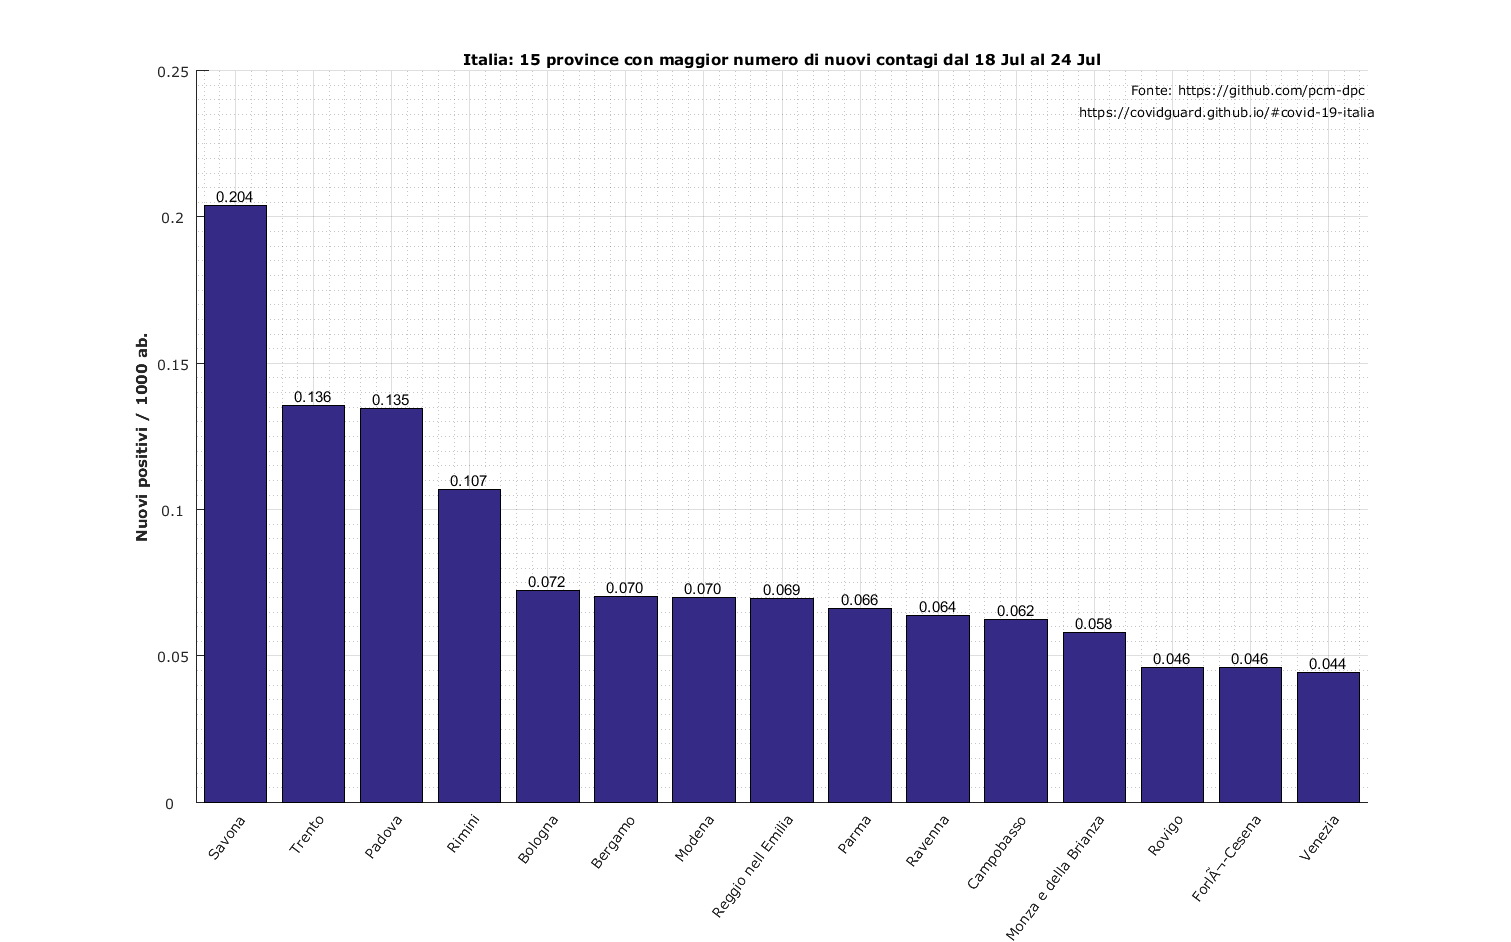 Italia: 15 province con maggior numero di nuovi contagi dal 18 Jul al 24 Jul
Fonte: https://github.com/pcm-dpc
https://covidguard.github.io/#covid-19-italia
Nuovi positivi / 1000 ab.
0.25
0.2
0.15
0.1
0.05
0
0.204
0.136
0.135
0.107
0.072
0.070
0.070
0.069
0.066
0.064
0.062
0.058
0.046
0.046
0.044
Savona
Trento
Padova
Rimini
Bologna
Bergamo
Modena
Reggio nell Emilia
Parma
Ravenna
Campobasso
Monza e della Brianza
Rovigo
ForlÃ¬-Cesena
Venezia